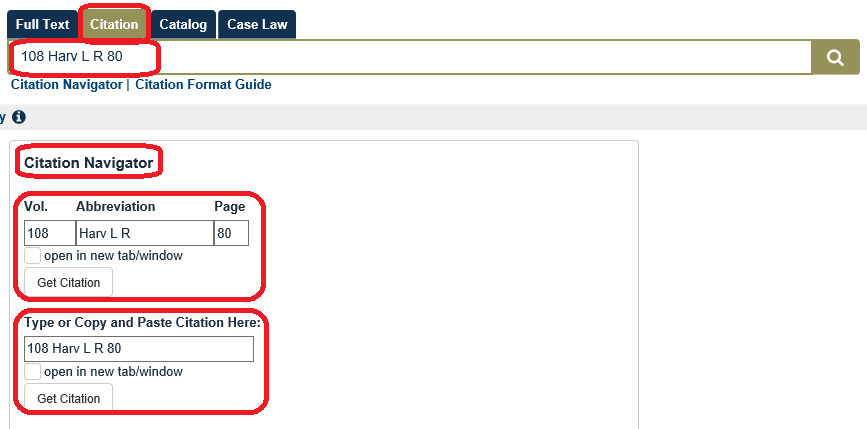 Full Text Citation Catalog Case Law
108 Harv L R 80
Citation Navigator | Citation Format Guide
y
Citation Navigator
Vol. Abbreviation Page
108 Harv L R 80
open in new tab/window
Get Citation
Type or Copy and Paste Citation Here:
108 Harv L R 80
open in new tab/window
Get Citation